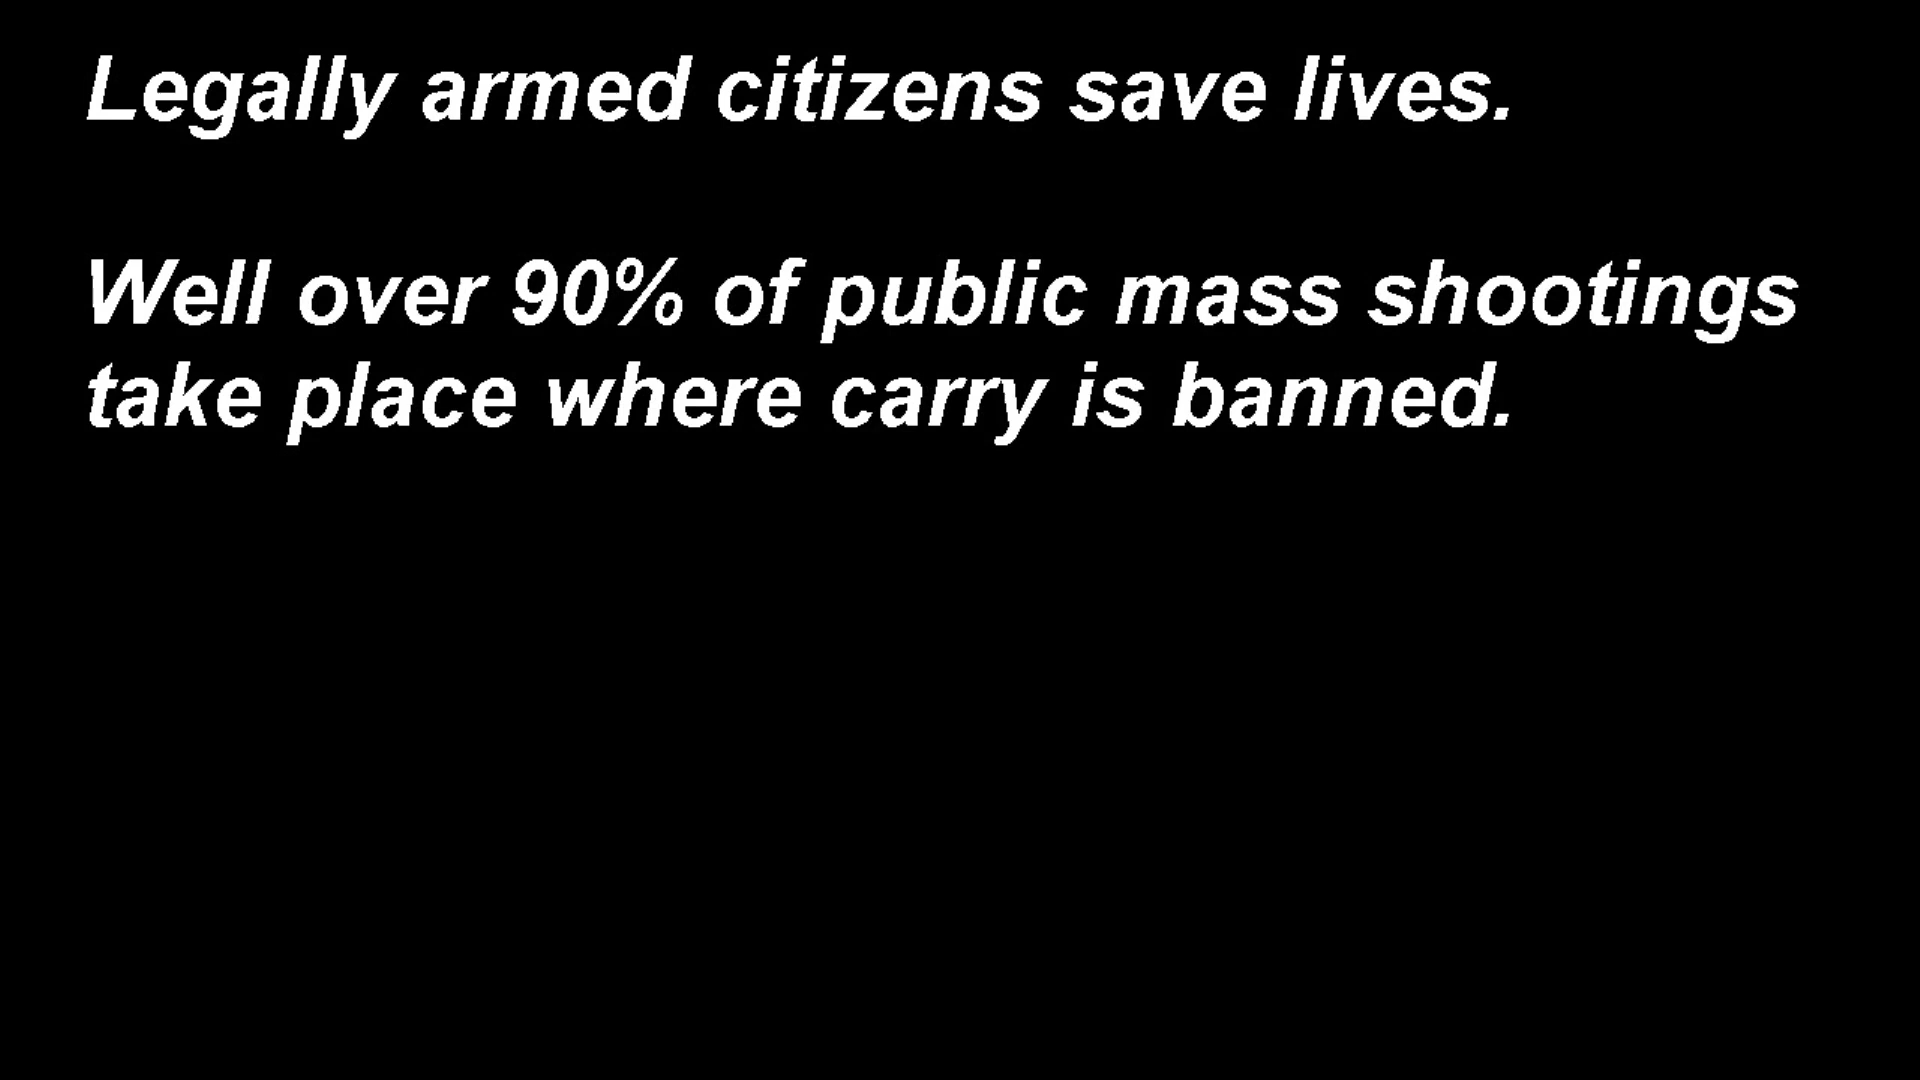 Legally armed citizens save lives.
Well over 90% of public mass shootings
take place where carry is banned.